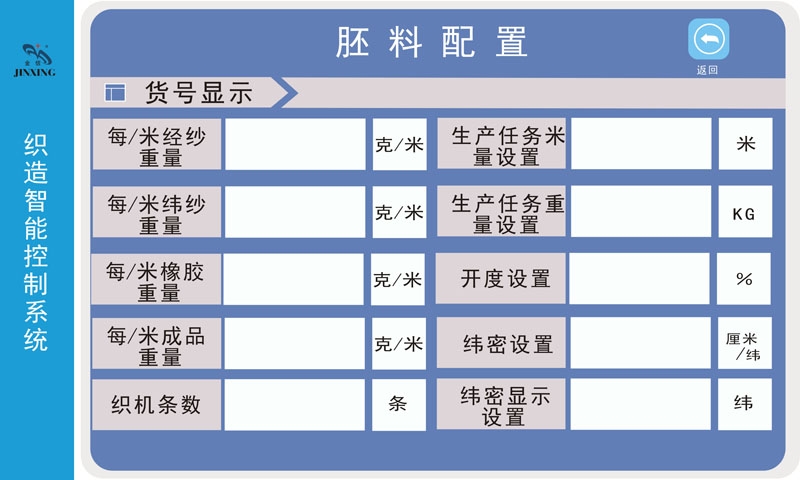 金信
JINXING
织造智能控制系统
胚料配置
返回
货号显示
每/米经纱
重量
克/米
生产任务米
量设置
米
每/米纬纱
重量
克/米
生产任务重
量设置
KG
每/米橡胶
重量
克/米
开度设置
%
每/米成品
重量
克/米
纬密设置
厘米
/纬
织机条数
条
纬密显示
设置
纬